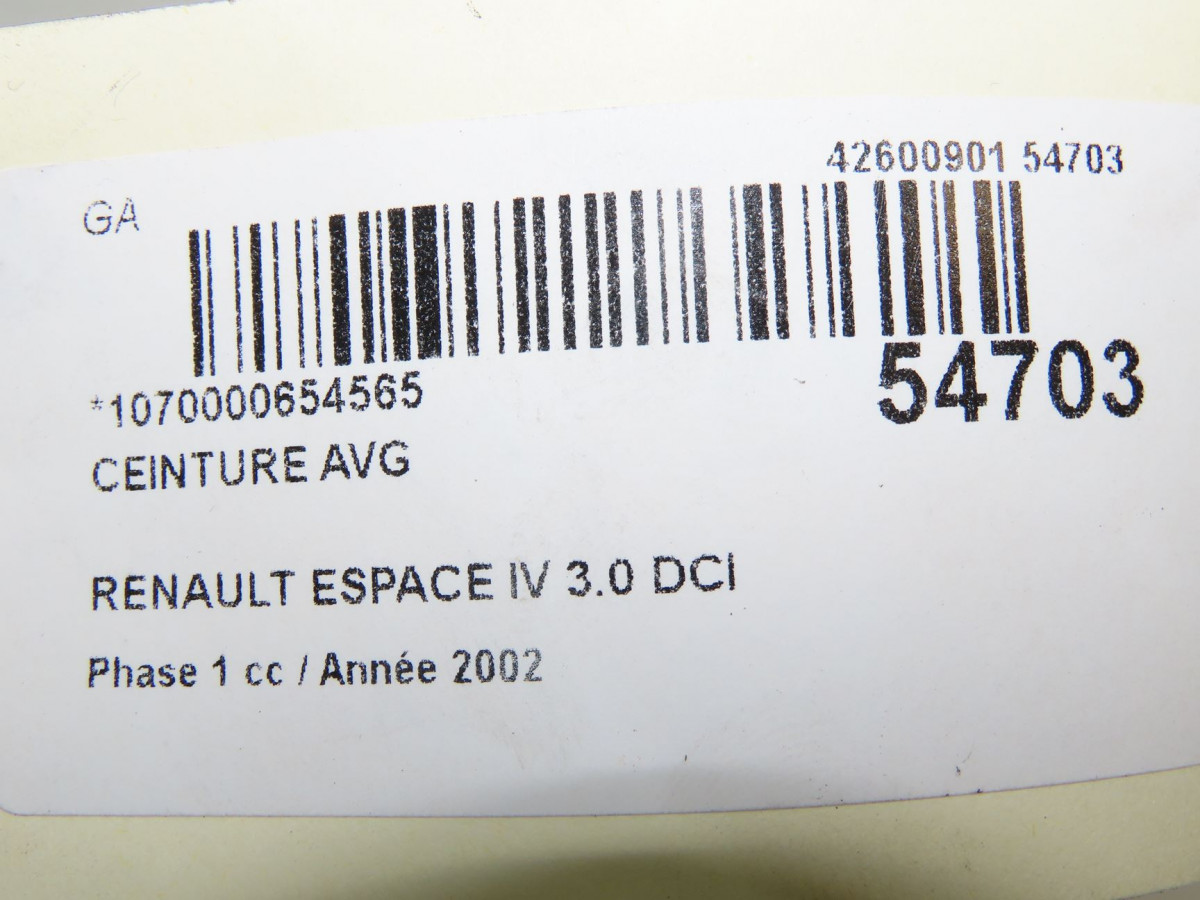 42600901 54703
GA
*1070000654565
54703
CEINTURE AVG
RENAULT ESPACE IV 3.0 DCI
Phase 1 cc / Année 2002